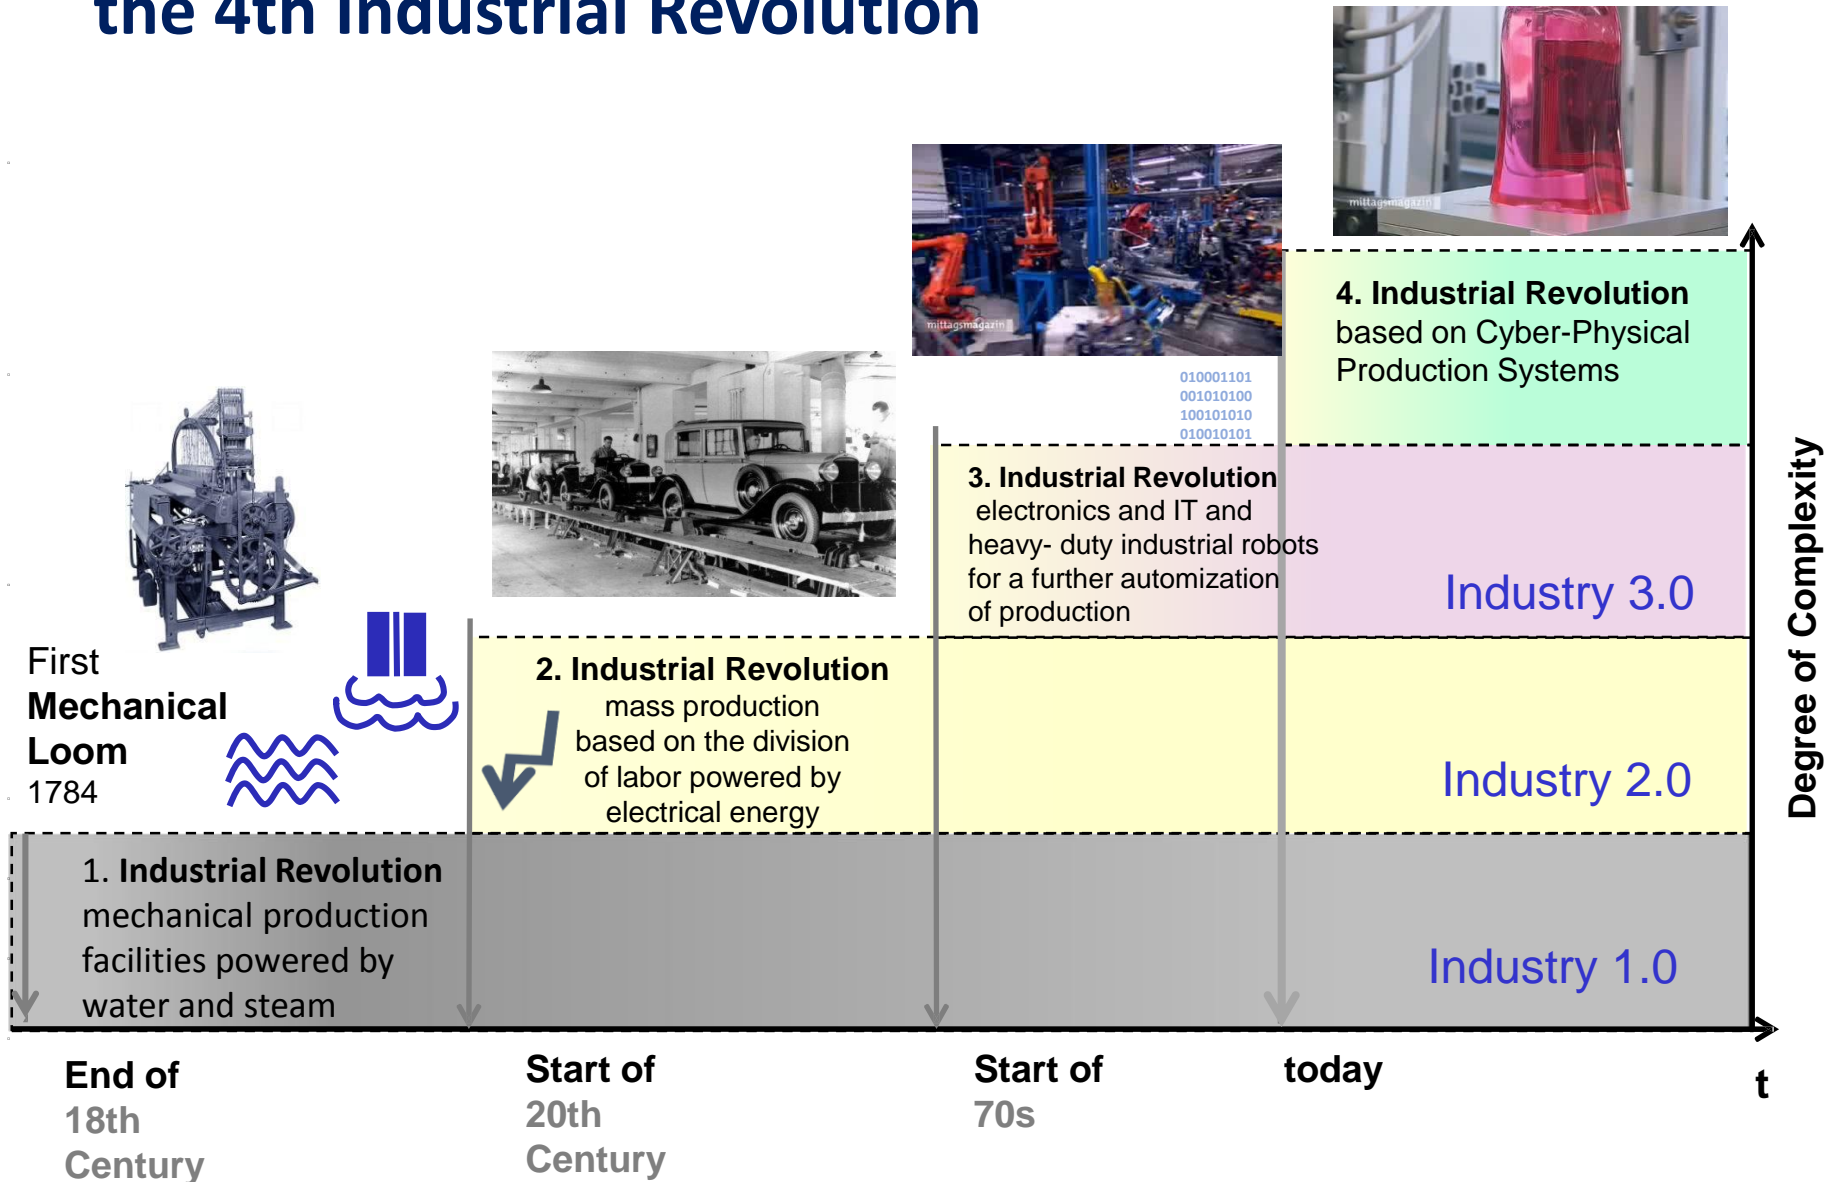 the 4th Industrial Revolution
mittagsmagazin
mittagsmagazin
4. Industrial Revolution
based on Cyber-Physical
Production Systems
010001101
001010100
100101010
010010101
3. Industrial Revolution
electronics and IT and
heavy- duty industrial robots
for a further automization
of production
Industry 3.0
First
Mechanical
Loom
1784
2. Industrial Revolution
mass production
based on the division
of labor powered by
electrical energy
Industry 2.0
1. Industrial Revolution
mechanical production
facilities powered by
water and steam
Industry 1.0
Degree of Complexity
End of
18th
Century
Start of
20th
Century
Start of
70s
today
t